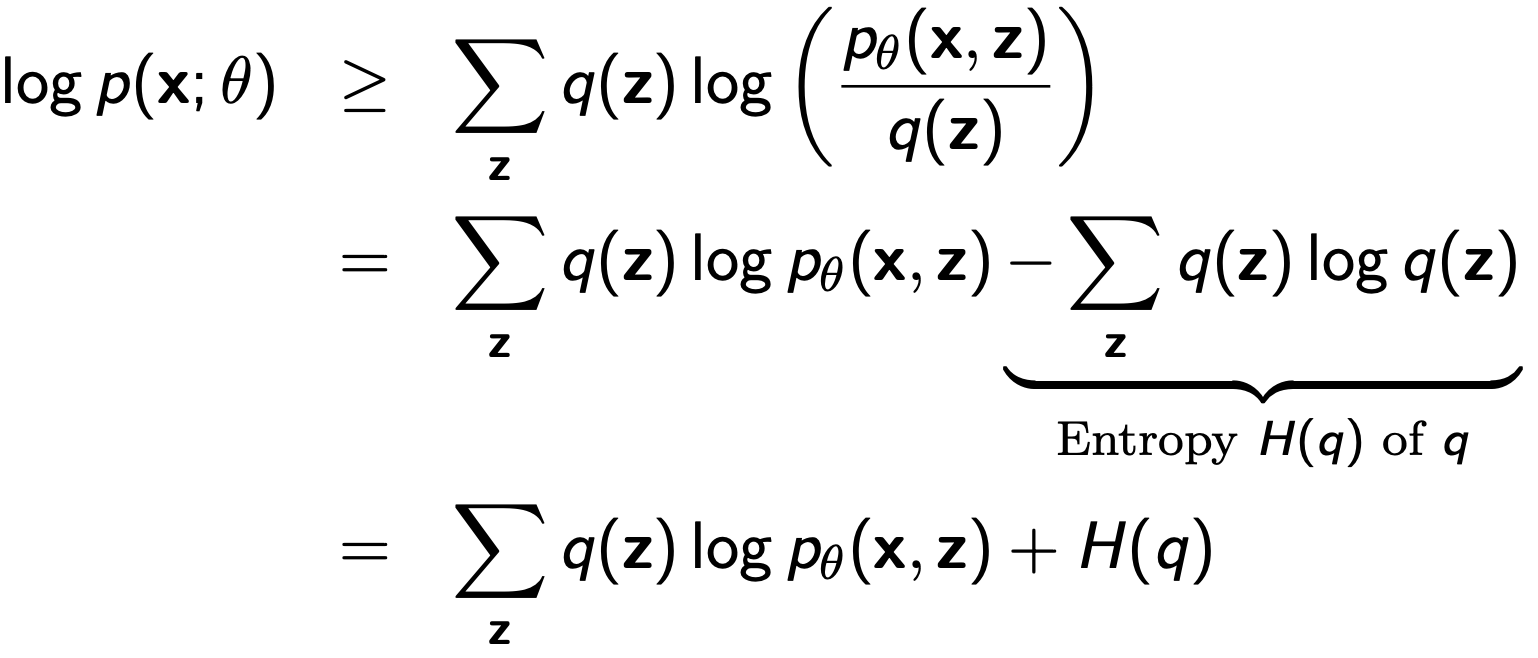 log p(x; θ) ≥ ∑_z q(z) log (p_θ(x, z) / q(z))
= ∑_z q(z) log p_θ(x, z) − ∑_z q(z) log q(z)
Entropy H(q) of q
= ∑_z q(z) log p_θ(x, z) + H(q)